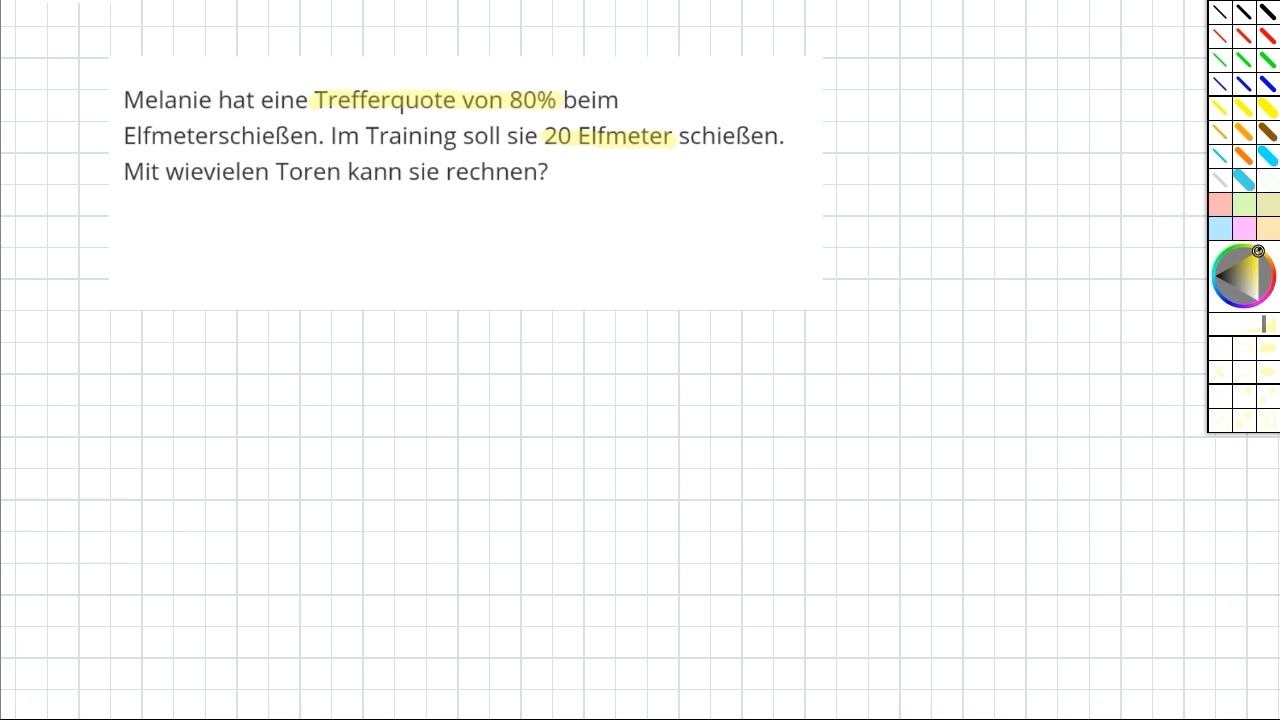 Melanie hat eine Trefferquote von 80% beim
Elfmeterschießen. Im Training soll sie 20 Elfmeter schießen.
Mit wievielen Toren kann sie rechnen?